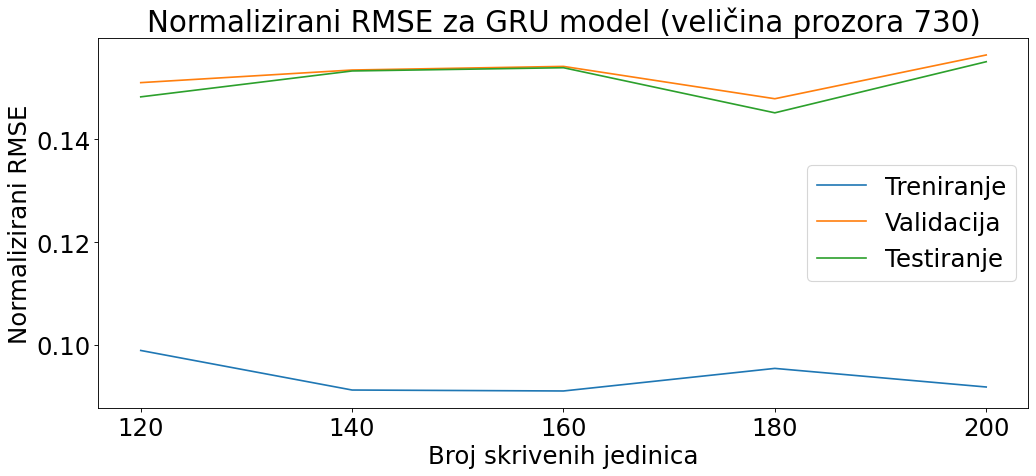 Normalizirani RMSE za GRU model (veličina prozora 730)
Normalizirani RMSE
0.14
0.12
0.10
Treniranje
Validacija
Testiranje
120 140 160 180 200
Broj skrivenih jedinica